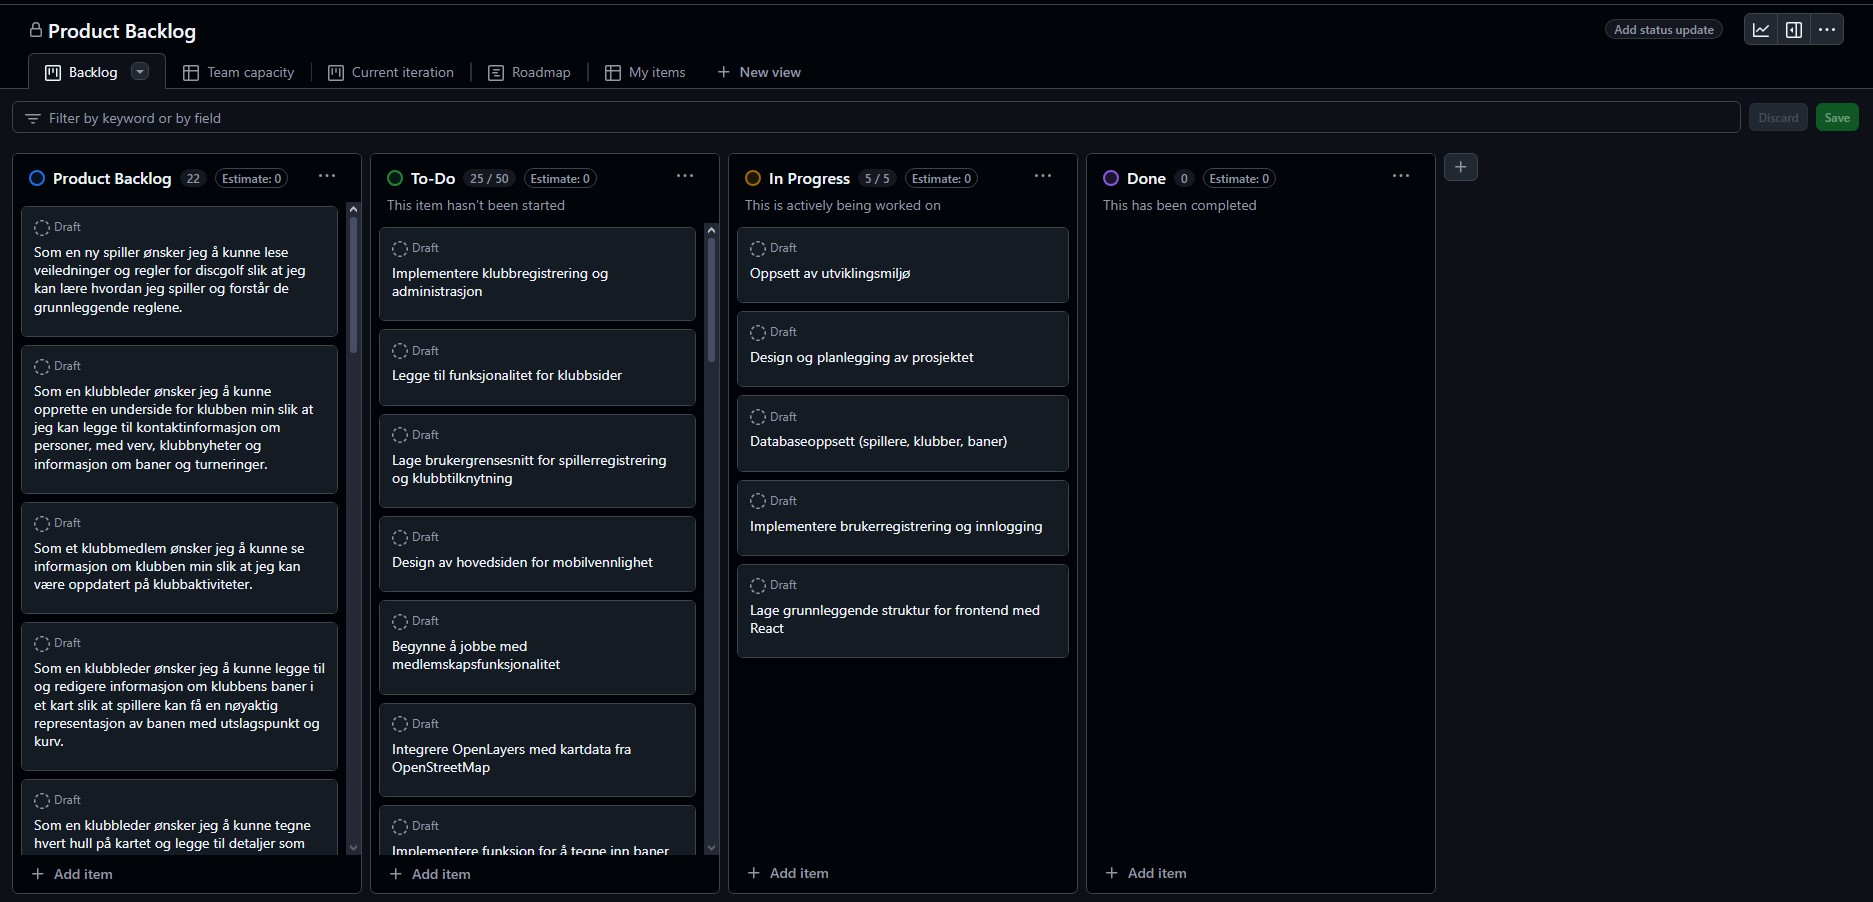 Product Backlog
Add status update
Backlog
Team capacity
Current iteration
Roadmap
My items
New view
Filter by keyword or by field
Discard
Save
Product Backlog 22 Estimate: 0
Draft
Som en ny spiller ønsker jeg å kunne lese
veiledninger og regler for discgolf slik at jeg
kan lære hvordan jeg spiller og forstår de
grunnleggende reglene.
Draft
Som en klubbleder ønsker jeg å kunne
opprette en underside for klubben min slik at
jeg kan legge til kontaktinformasjon om
personer, med verv, klubbnyheter og
informasjon om baner og turneringer.
Draft
Som et klubbmedlem ønsker jeg å kunne se
informasjon om klubben min slik at jeg kan
være oppdatert på klubbaktiviteter.
Draft
Som en klubbleder ønsker jeg å kunne legge til
og redigere informasjon om klubbens baner i
et kart slik at spillere kan få en nøyaktig
representasjon av banen med utslagspunkt og
kurv.
Draft
Som en klubbleder ønsker jeg å kunne tegne
hvert hull på kartet og legge til detaljer som
Add item
To-Do 25 / 50 Estimate: 0
This item hasn't been started
Draft
Implementere klubbregistrering og
administrasjon
Draft
Legge til funksjonalitet for klubbsider
Draft
Lage brukergrensesnitt for spillerregistrering
og klubbtilknytning
Draft
Design av hovedsiden for mobilvennlighet
Draft
Begynne å jobbe med
medlemskapsfunksjonalitet
Draft
Integrere OpenLayers med kartdata fra
OpenStreetMap
Draft
Implementere funksjon for å tegne inn baner
Add item
In Progress 5 / 5 Estimate: 0
This is actively being worked on
Draft
Oppsett av utviklingsmiljø
Draft
Design og planlegging av prosjektet
Draft
Databaseoppsett (spillere, klubber, baner)
Draft
Implementere brukerregistrering og innlogging
Draft
Lage grunnleggende struktur for frontend med
React
Add item
Done 0 Estimate: 0
This has been completed
Add item